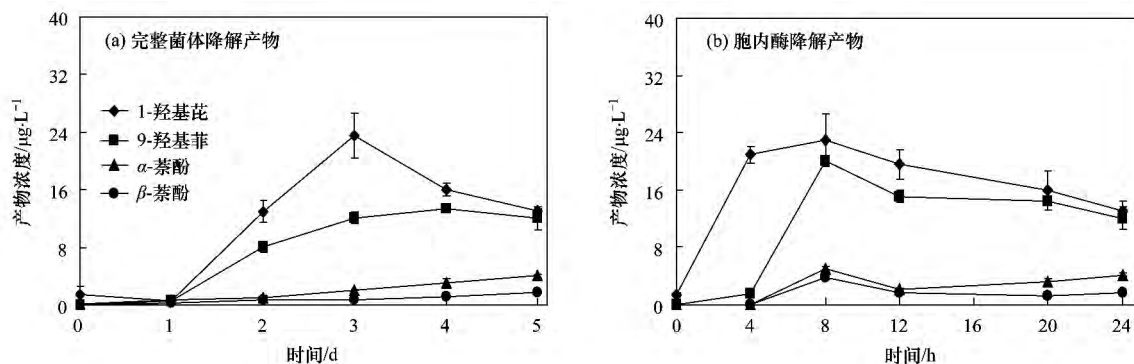 40
32
24
16
8
0
产物浓度/μg·L⁻¹
(a) 完整菌体降解产物
1-羟基芘
9-羟基菲
α-萘酚
β-萘酚
0 1 2 3 4 5
时间/d
40
32
24
16
8
0
产物浓度/μg·L⁻¹
(b) 胞内酶降解产物
0 4 8 12 16 20 24
时间/h